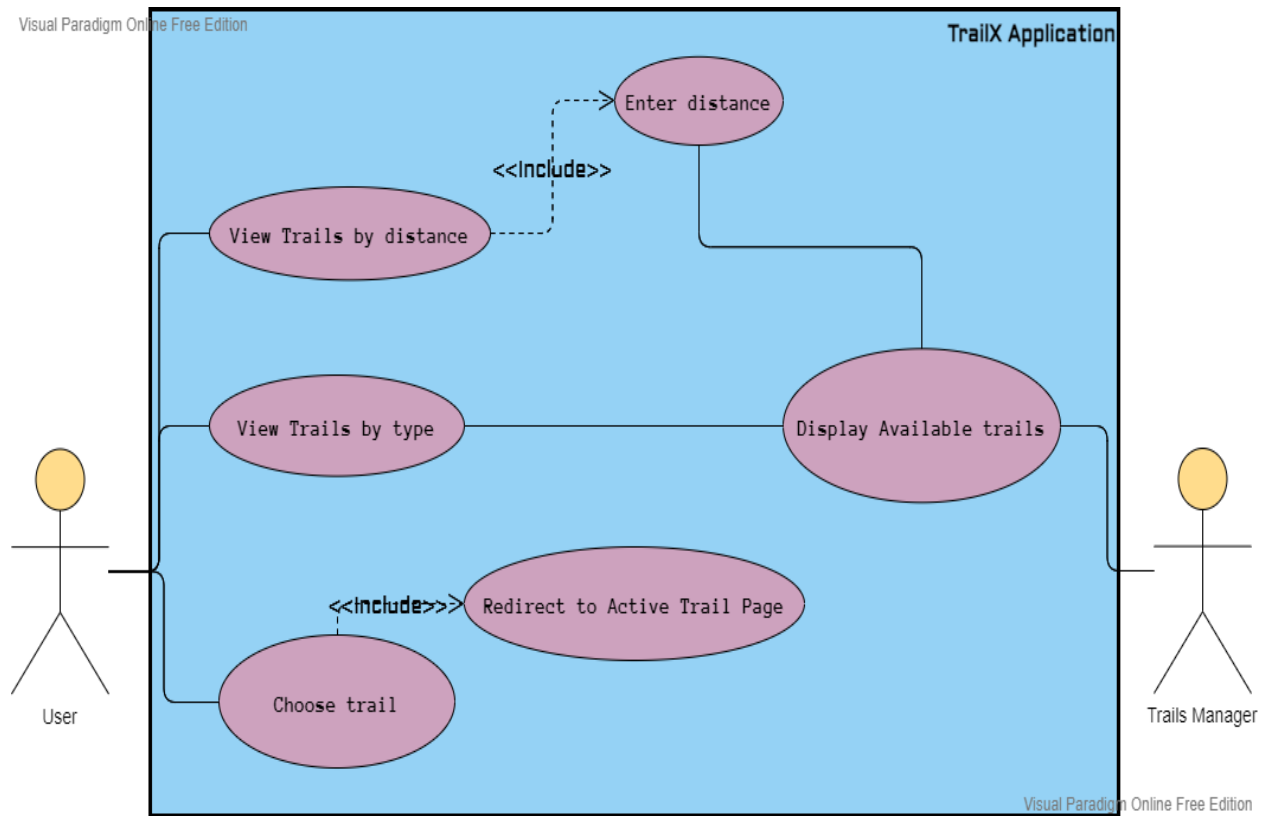 Visual Paradigm Online Free Edition
TrailX Application
Enter distance
<<Include>>
View Trails by distance
View Trails by type
Display Available trails
<<Include>>
Redirect to Active Trail Page
Choose trail
User
Trails Manager
Visual Paradigm Online Free Edition